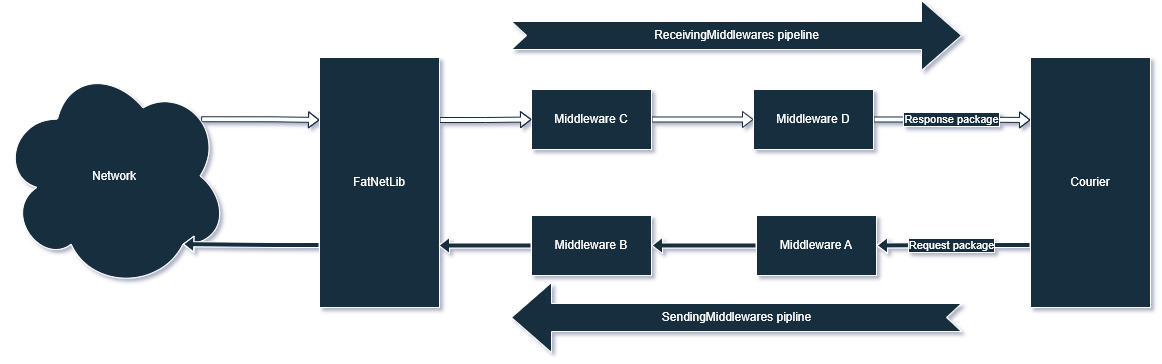 ReceivingMiddlewares pipeline
Network
FatNetLib
Middleware C
Middleware D
Response package
Courier
Middleware B
Middleware A
Request package
SendingMiddlewares pipline